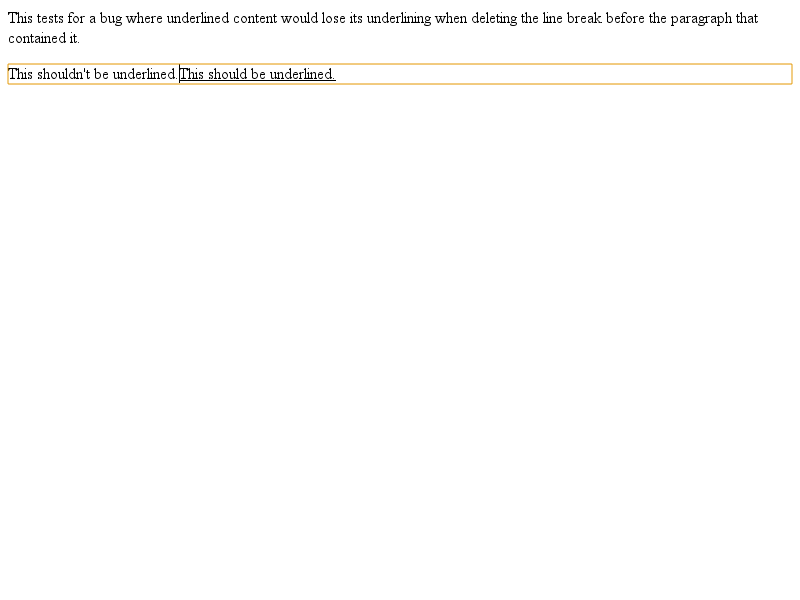 This tests for a bug where underlined content would lose its underlining when deleting the line break before the paragraph that
contained it.
This shouldn't be underlined.This should be underlined.